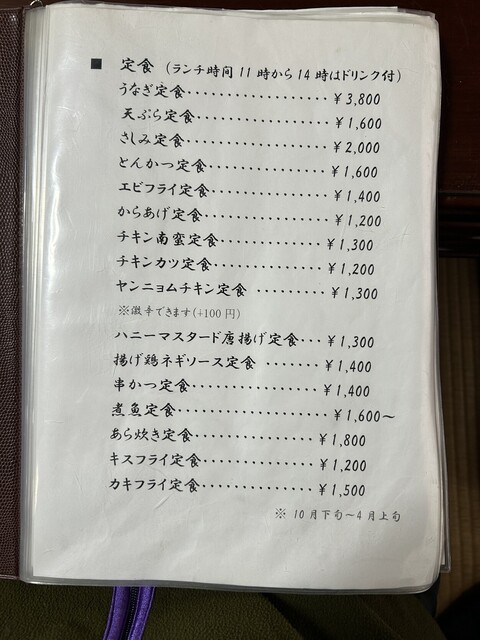 ■ 定食 (ランチ時間11時から14時はドリンク付)
うなぎ定食・・・・・・・・・・・・・・・・・・¥3,800
天ぷら定食・・・・・・・・・・・・・・・・・・¥1,600
さしみ定食・・・・・・・・・・・・・・・・・・¥2,000
とんかつ定食・・・・・・・・・・・・・・・・¥1,600
エビフライ定食・・・・・・・・・・・・・・¥1,400
からあげ定食・・・・・・・・・・・・・・・・¥1,200
チキン南蛮定食・・・・・・・・・・・・・・¥1,300
チキンカツ定食・・・・・・・・・・・・・・¥1,200
ヤンニョムチキン定食 ・・・・・・・・・¥1,300
※激辛できます(+100円)
ハニーマスタード唐揚げ定食・・・¥1,300
揚げ鶏ネギソース定食 ・・・・・・・¥1,400
串かつ定食・・・・・・・・・・・・・・・・・¥1,400
煮魚定食・・・・・・・・・・・・・・・・・・・¥1,600～
あら炊き定食・・・・・・・・・・・・・・・¥1,800
キスフライ定食・・・・・・・・・・・・・・¥1,200
カキフライ定食・・・・・・・・・・・・・・¥1,500
※ 10月下旬～4月上旬